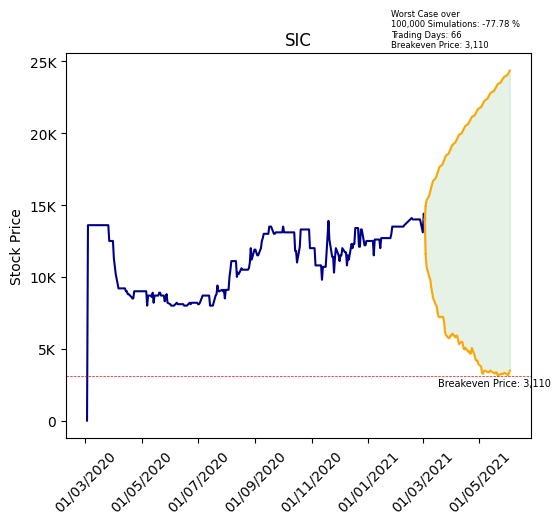 Worst Case over
100,000 Simulations: -77.78 %
Trading Days: 66
Breakeven Price: 3,110
SIC
25K
20K
15K
10K
5K
0
Stock Price
Breakeven Price: 3,110
01/03/2020
01/05/2020
01/07/2020
01/09/2020
01/11/2020
01/01/2021
01/03/2021
01/05/2021